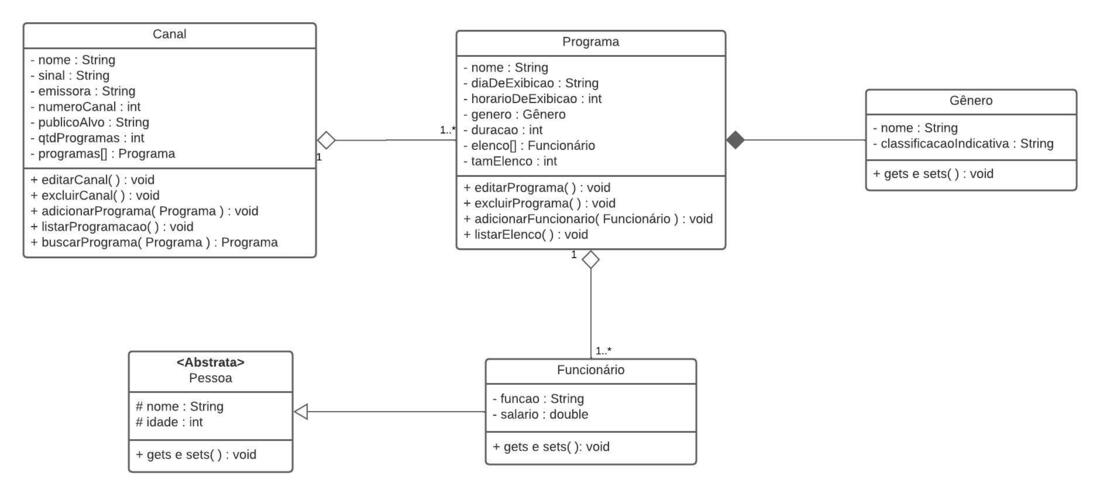 Canal
- nome : String
- sinal : String
- emissora : String
- numeroCanal : int
- publicoAlvo : String
- qtdProgramas : int
- programas[] : Programa
+ editarCanal( ) : void
+ excluirCanal( ) : void
+ adicionarPrograma( Programa ) : void
+ listarProgramacao( ) : void
+ buscarPrograma( Programa ) : Programa
1
1..*
Programa
- nome : String
- diaDeExibicao : String
- horarioDeExibicao : int
- genero : Gênero
- duracao : int
- elenco[] : Funcionário
- tamElenco : int
+ editarPrograma( ) : void
+ excluirPrograma( ) : void
+ adicionarFuncionario( Funcionário ) : void
+ listarElenco( ) : void
Gênero
- nome : String
- classificacaoIndicativa : String
+ gets e sets( ) : void
1
1..*
<Abstrata>
Pessoa
# nome : String
# idade : int
+ gets e sets( ) : void
Funcionário
- funcao : String
- salario : double
+ gets e sets( ): void